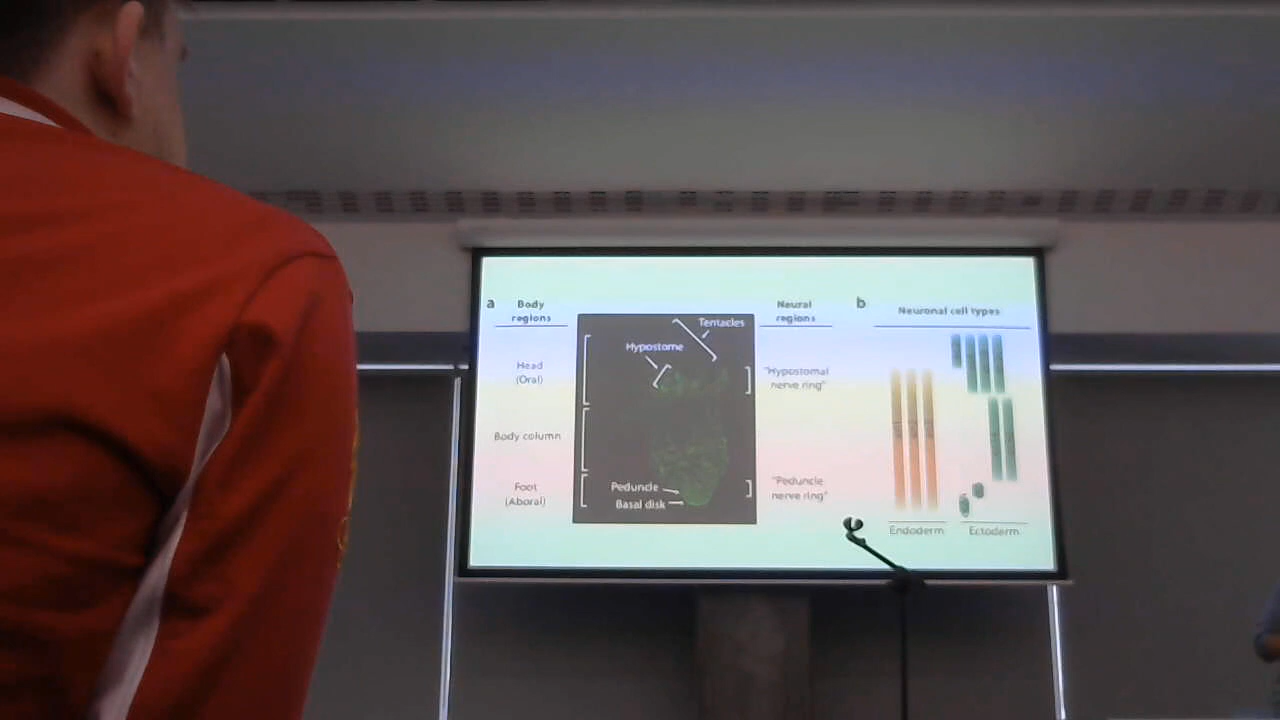 a
Body
regions
Head
(Oral)
Body column
Foot
(Aboral)
Tentacles
Hypostome
Peduncle
Basal disk
Neural
regions
"Hypostomal
nerve ring"
"Peduncle
nerve ring"
b
Neuronal cell types
Endoderm
Ectoderm